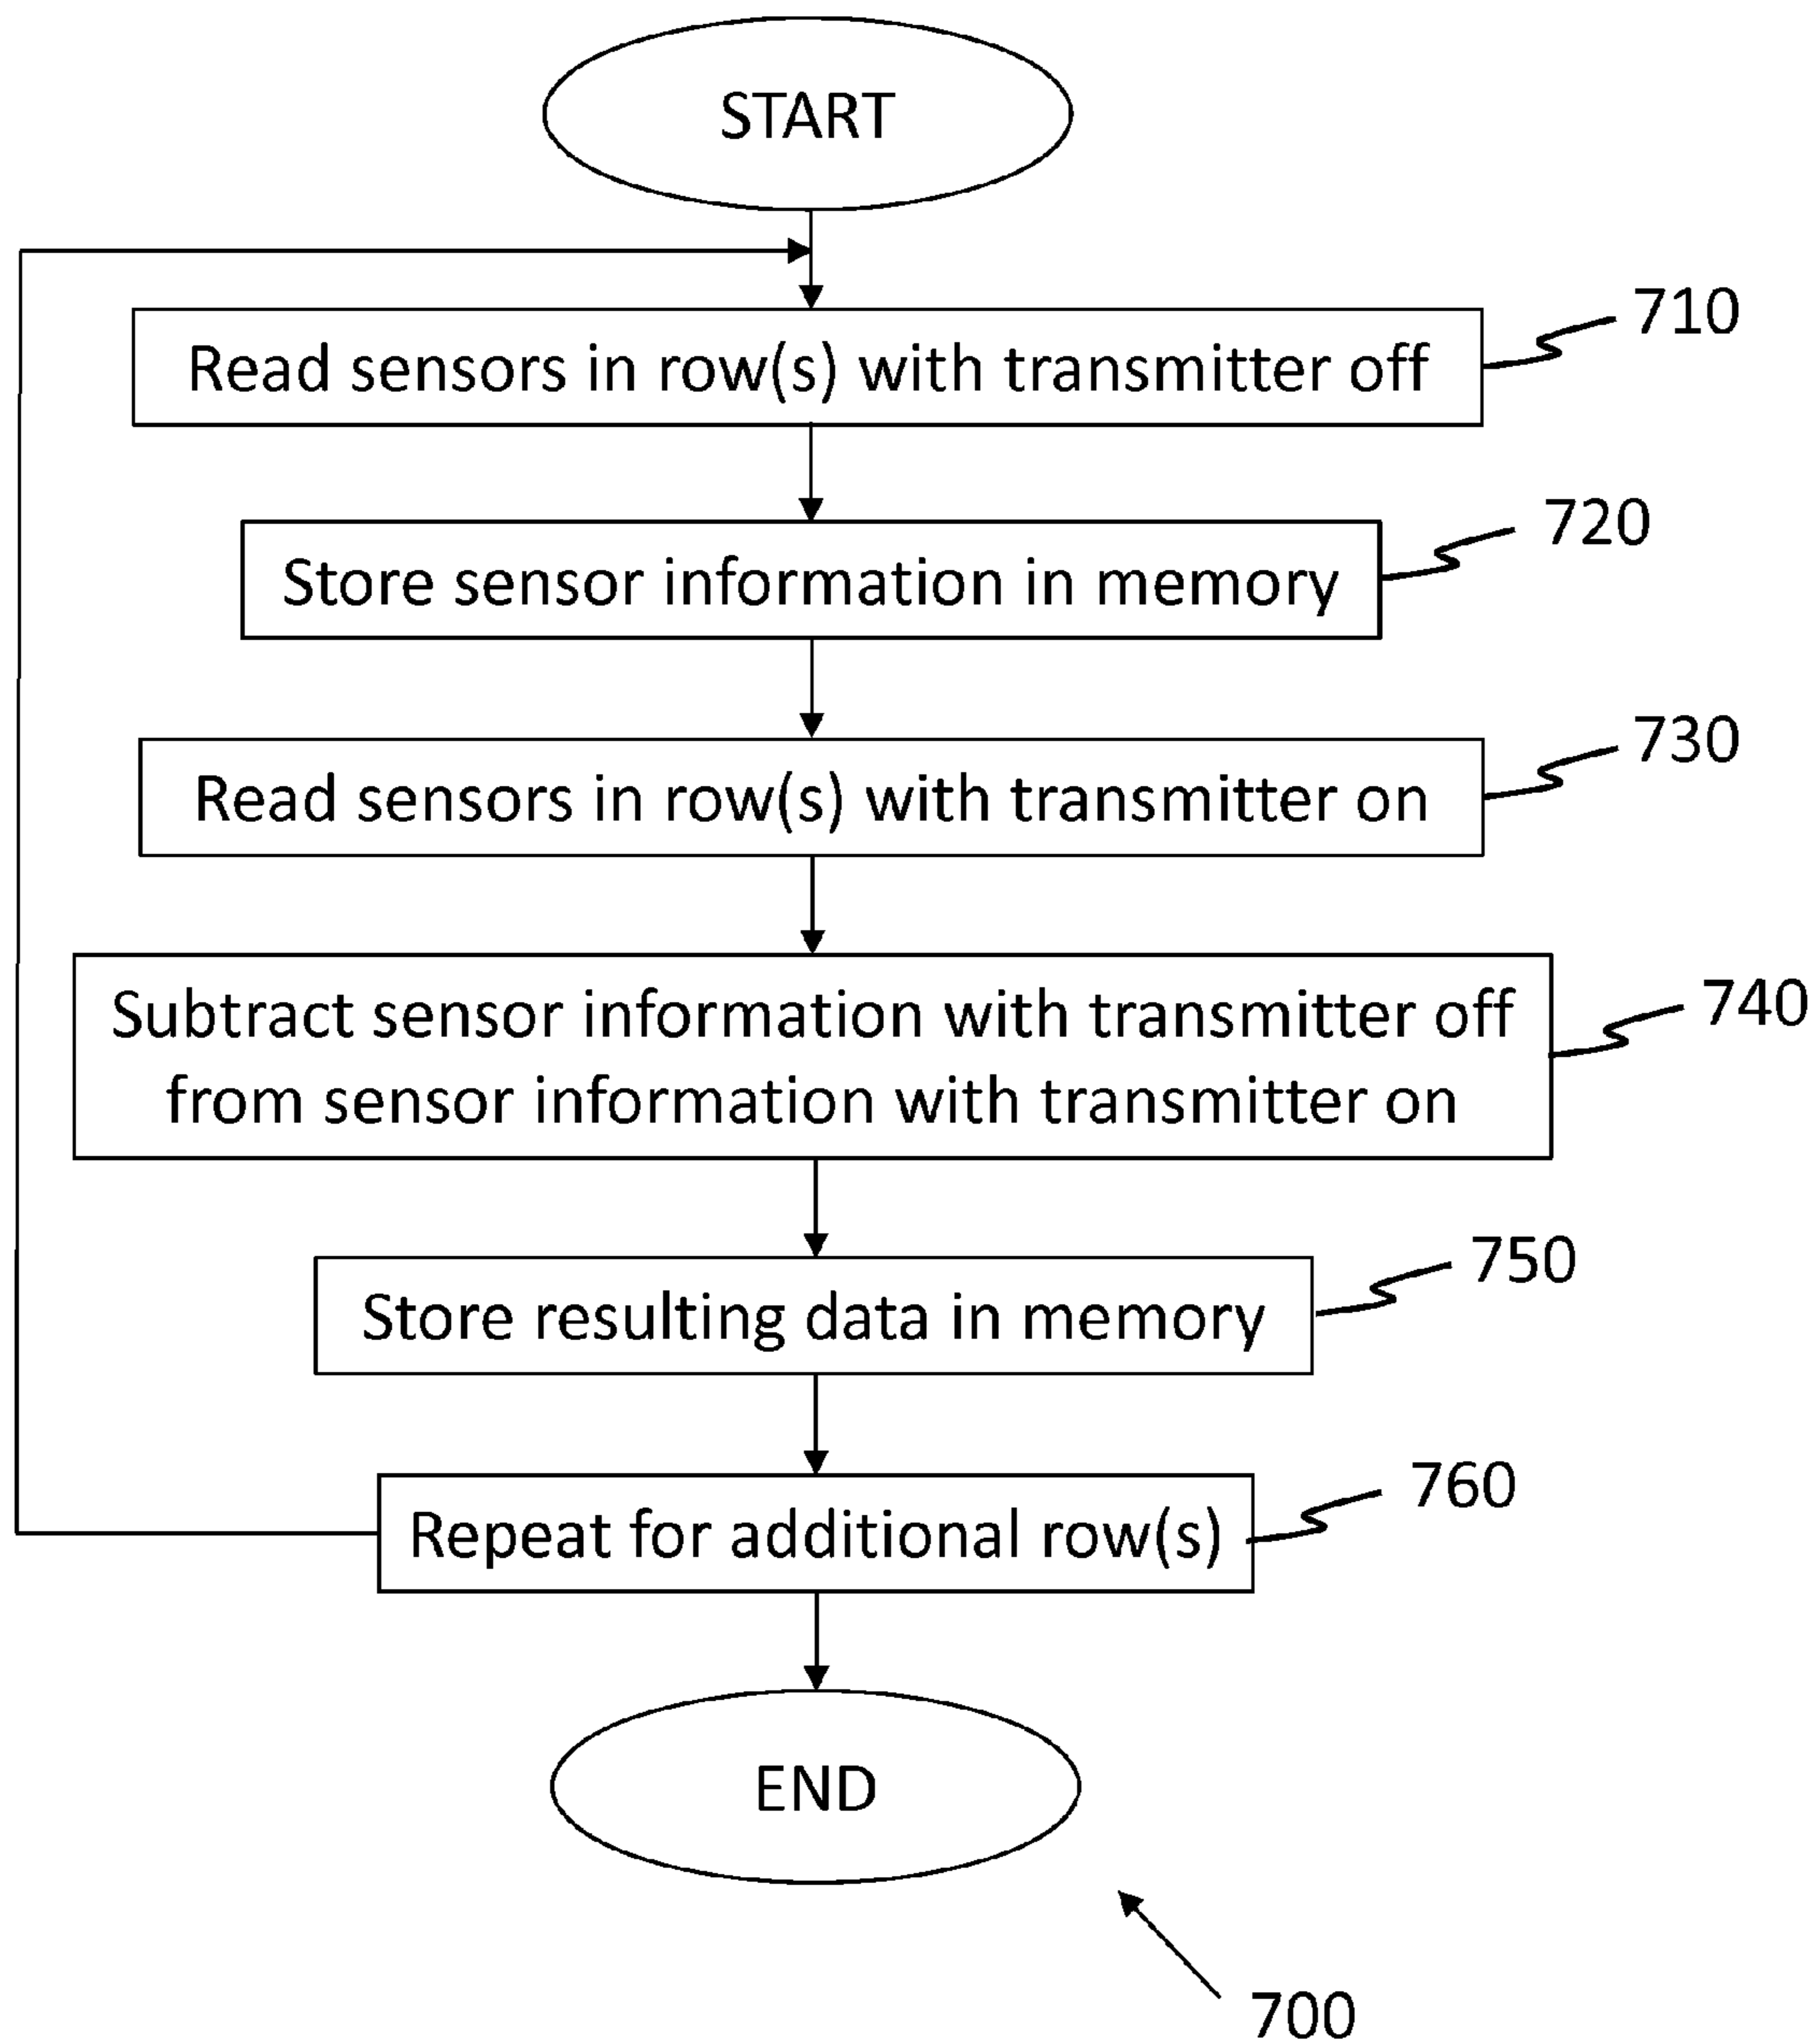 START
710
Read sensors in row(s) with transmitter off
720
Store sensor information in memory
730
Read sensors in row(s) with transmitter on
740
Subtract sensor information with transmitter off
from sensor information with transmitter on
750
Store resulting data in memory
760
Repeat for additional row(s)
END
700